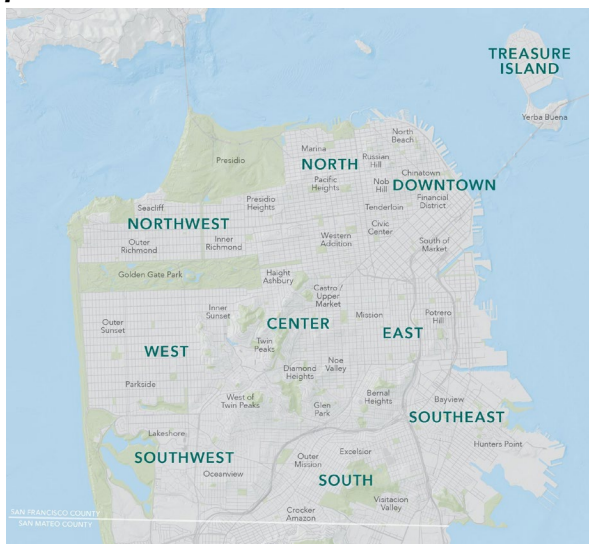 TREASURE
ISLAND
Yerba Buena
North
Beach
Marina
Russian
Hill
Presidio
NORTH
Chinatown
Pacific
Heights
Nob
Hill
DOWNTOWN
Financial
District
Presidio
Heights
Tenderloin
Seacliff
NORTHWEST
Civic
Center
Western
Addition
Outer
Richmond
Inner
Richmond
South of
Market
Golden Gate Park
Haight
Ashbury
Castro /
Upper
Market
Inner
Sunset
Mission
Potrero
Hill
Outer
Sunset
CENTER
EAST
WEST
Twin
Peaks
Noe
Valley
Diamond
Heights
Parkside
West of
Twin Peaks
Bernal
Heights
Bayview
Glen
Park
SOUTHEAST
Lakeshore
Hunters Point
SOUTHWEST
Outer
Mission
Excelsior
Oceanview
SOUTH
Visitacion
Valley
Crocker
Amazon
SAN FRANCISCO COUNTY
SAN MATEO COUNTY